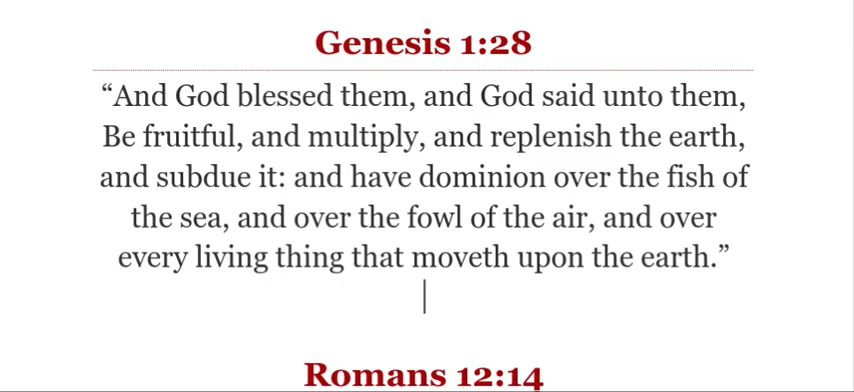 Genesis 1:28
“And God blessed them, and God said unto them,
Be fruitful, and multiply, and replenish the earth,
and subdue it: and have dominion over the fish of
the sea, and over the fowl of the air, and over
every living thing that moveth upon the earth.”
Romans 12:14